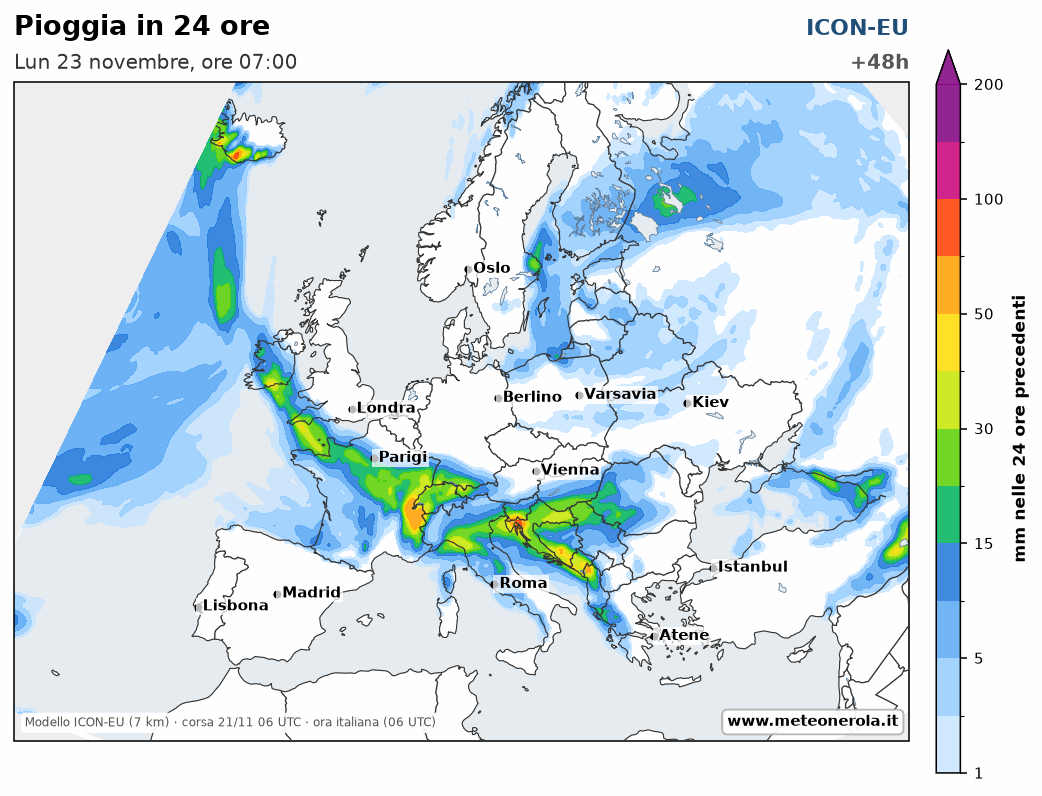 Pioggia in 24 ore
ICON-EU
Lun 23 novembre, ore 07:00
+48h
200
100
50
30
15
5
1
mm nelle 24 ore precedenti
Oslo
Londra
Berlino
Varsavia
Kiev
Parigi
Vienna
Istanbul
Roma
Madrid
Lisbona
Atene
Modello ICON-EU (7 km) · corsa 21/11 06 UTC · ora italiana (06 UTC)
www.meteonerola.it